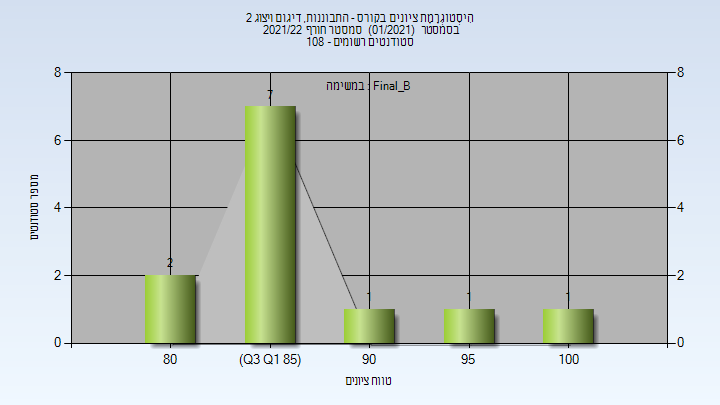 היסטוגרמת ציונים בקורס - התבוננות, דיגום ויצוג 2
בסמסטר (01/2021) סמסטר חורף 2021/22
סטודנטים רשומים - 108
במשימה : Final_B
מספר סטודנטים
8 8
6 6
4 4
2 2
0 0
2 7 1 1 1
80 (Q3 Q1 85) 90 95 100
טווח ציונים